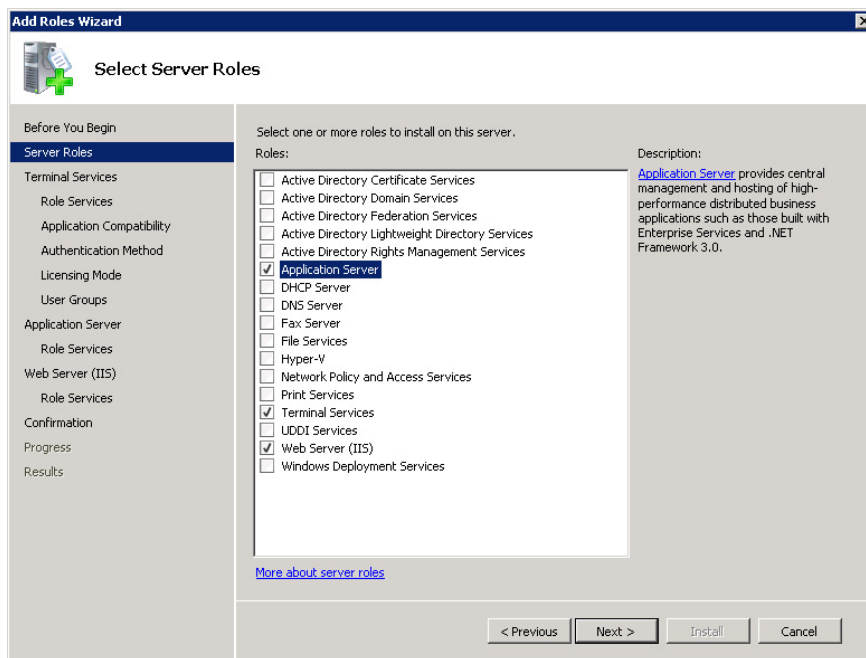 Add Roles Wizard
Select Server Roles
Before You Begin
Server Roles
Terminal Services
Role Services
Application Compatibility
Authentication Method
Licensing Mode
User Groups
Application Server
Role Services
Web Server (IIS)
Role Services
Confirmation
Progress
Results
Select one or more roles to install on this server.
Roles:
Active Directory Certificate Services
Active Directory Domain Services
Active Directory Federation Services
Active Directory Lightweight Directory Services
Active Directory Rights Management Services
Application Server
DHCP Server
DNS Server
Fax Server
File Services
Hyper-V
Network Policy and Access Services
Print Services
Terminal Services
UDDI Services
Web Server (IIS)
Windows Deployment Services
More about server roles
Description:
Application Server provides central
management and hosting of high-
performance distributed business
applications such as those built with
Enterprise Services and .NET
Framework 3.0.
< Previous
Next >
Install
Cancel